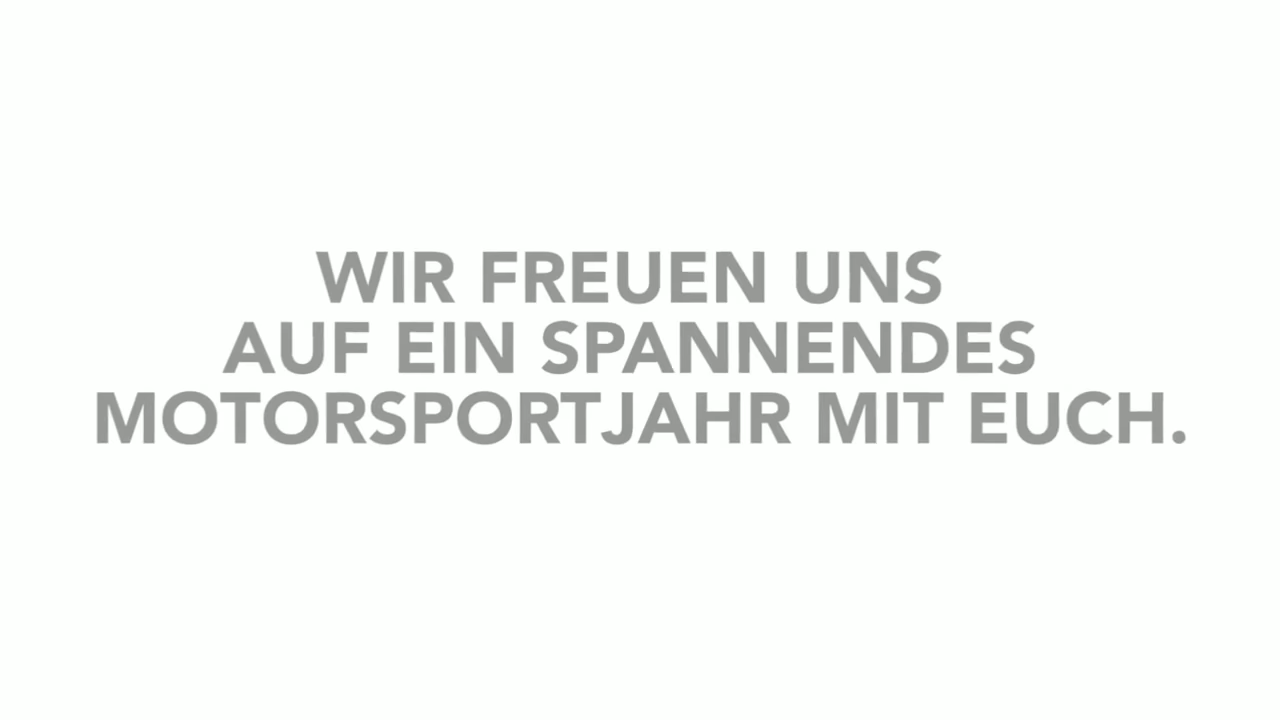 WIR FREUEN UNS
AUF EIN SPANNENDES
MOTORSPORTJAHR MIT EUCH.